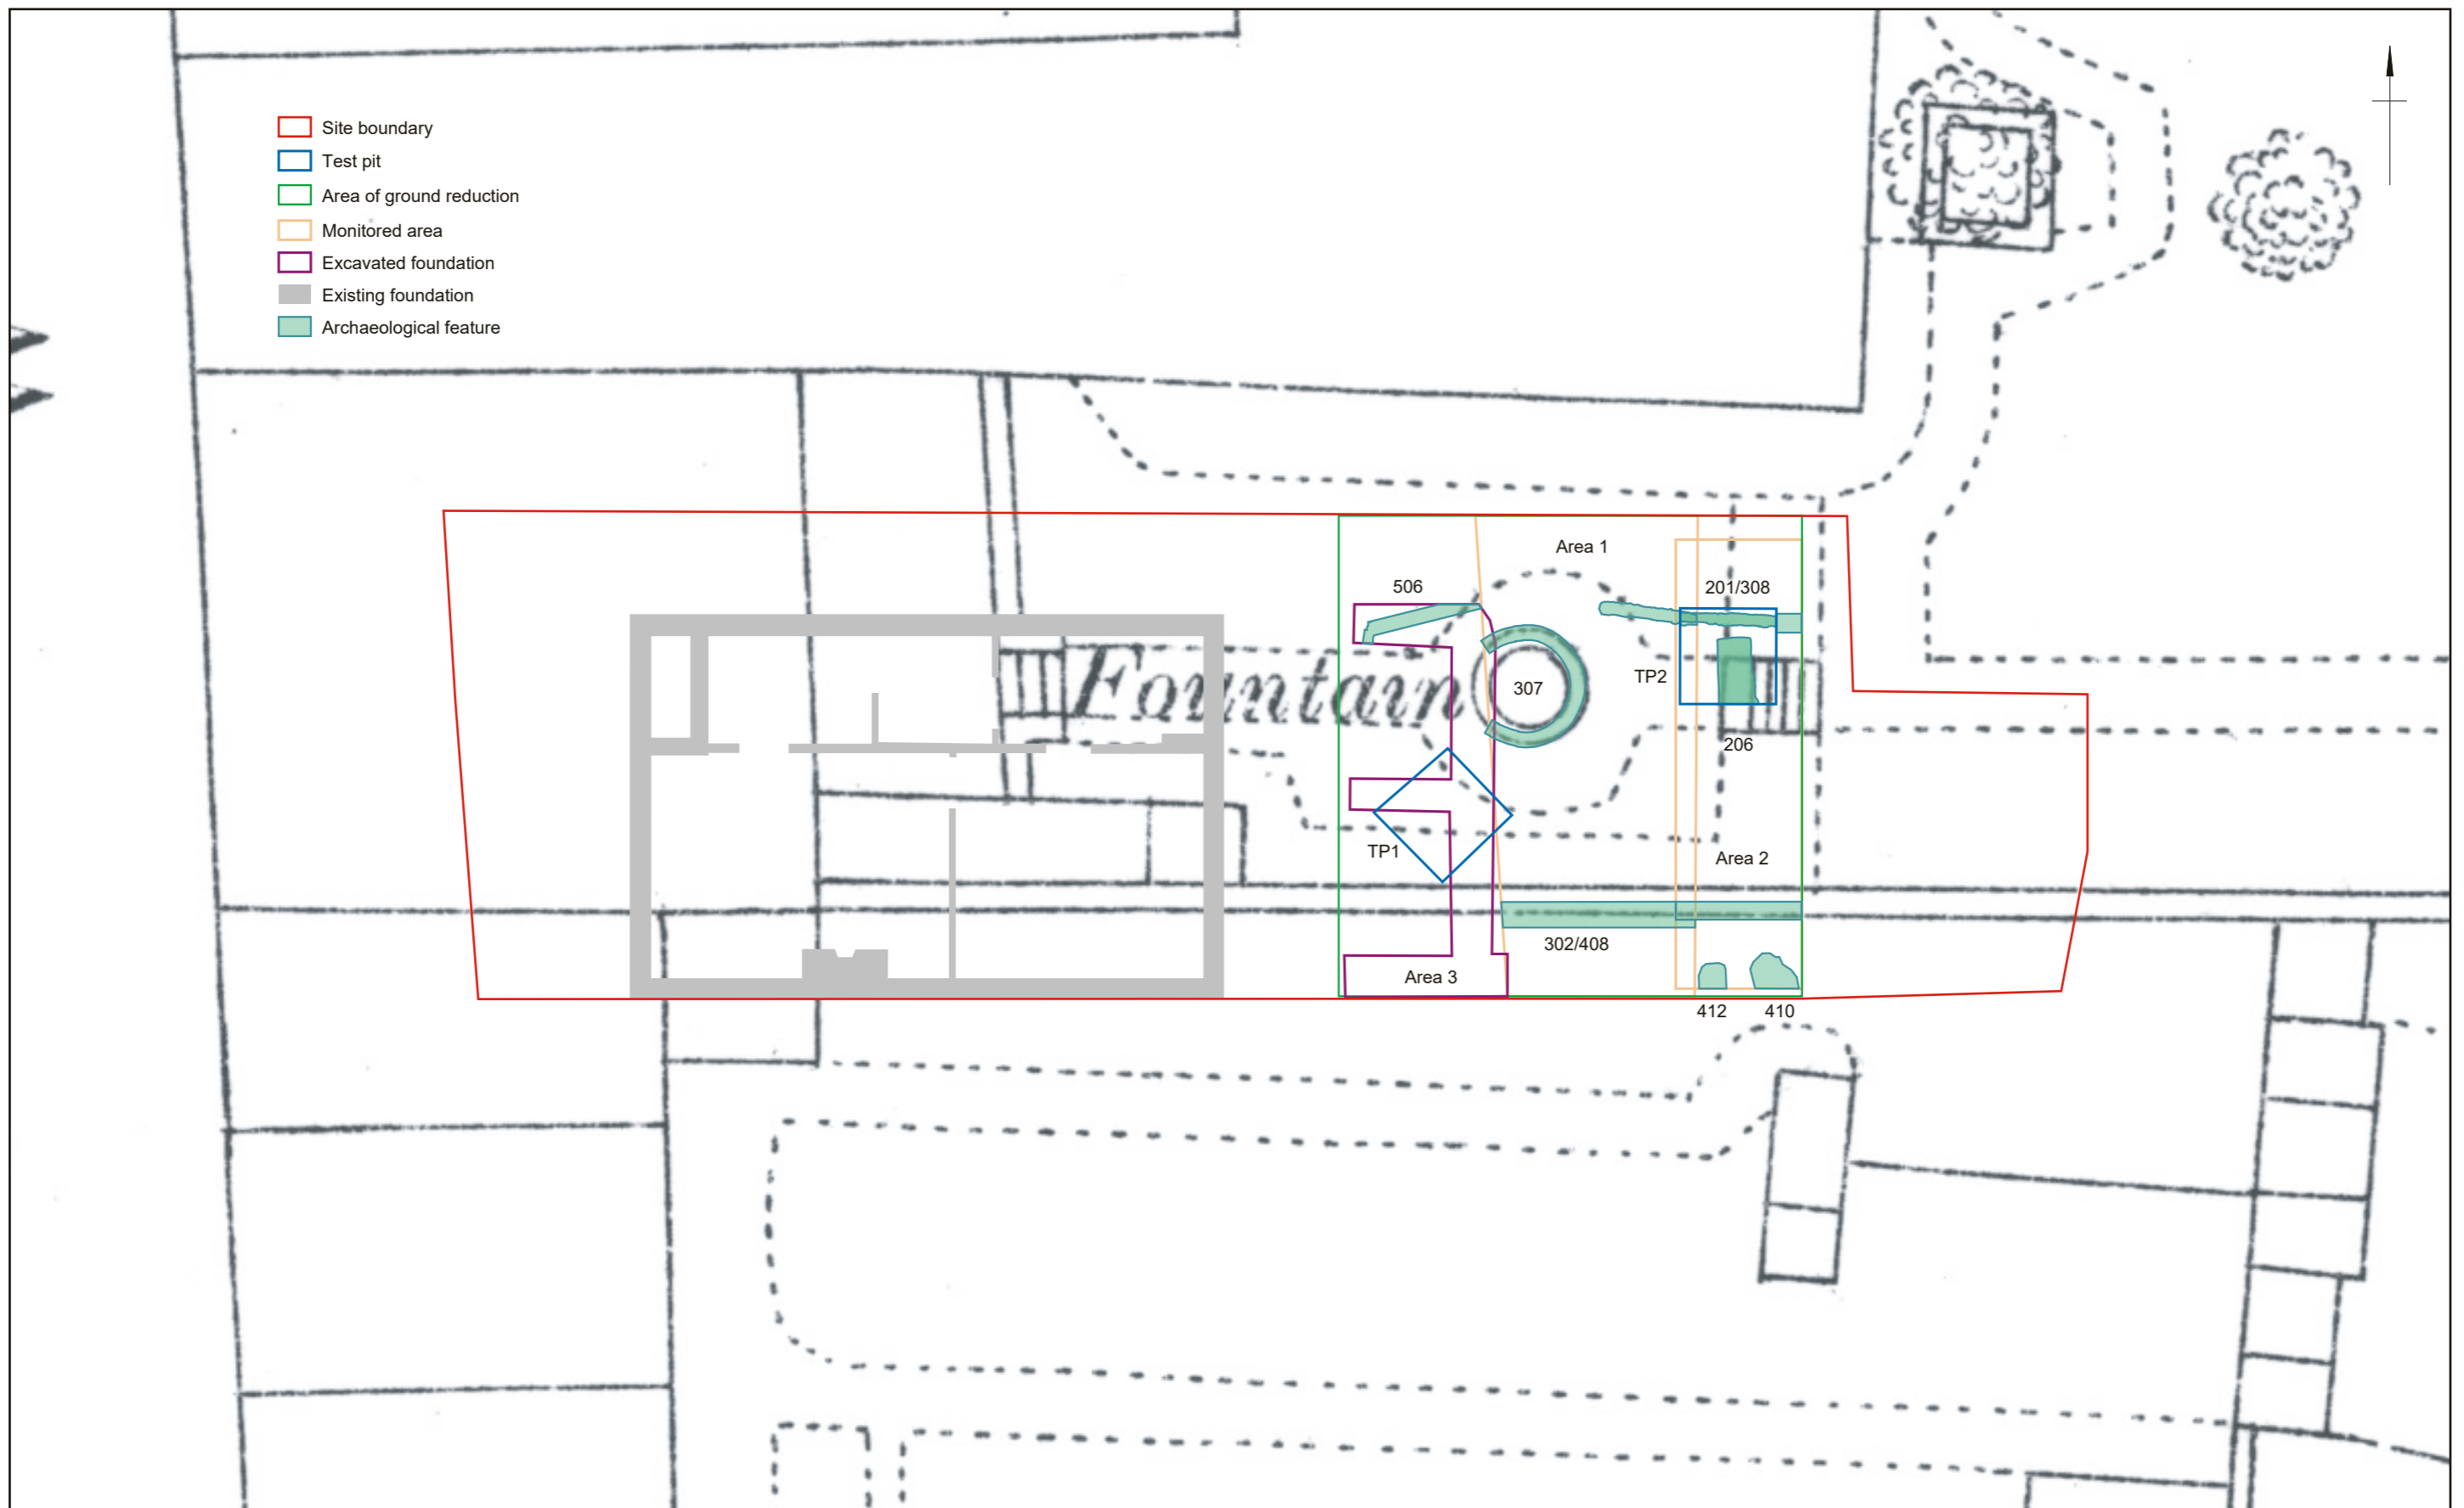 Site boundary
Test pit
Area of ground reduction
Monitored area
Excavated foundation
Existing foundation
Archaeological feature
Area 1
506
201/308
Fountain
307
TP2
206
TP1
Area 2
302/408
Area 3
412
410